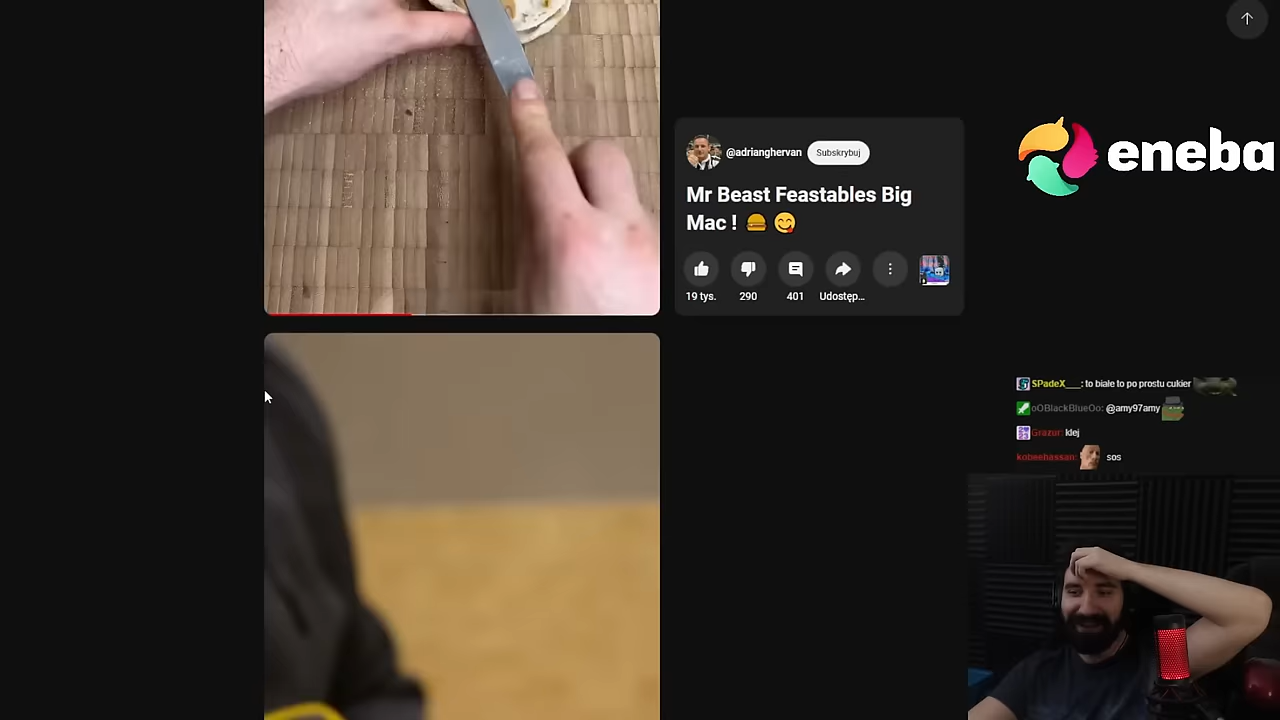 @adrianghervan
Subskrybuj
Mr Beast Feastables Big
Mac ! 🍔 😋
19 tys.
290
401
Udostęp...
eneba
SPadeX___: to białe to po prostu cukier
oOBlackBlueOo: @amy97amy
Grazur: klej
kobeehassan: sos